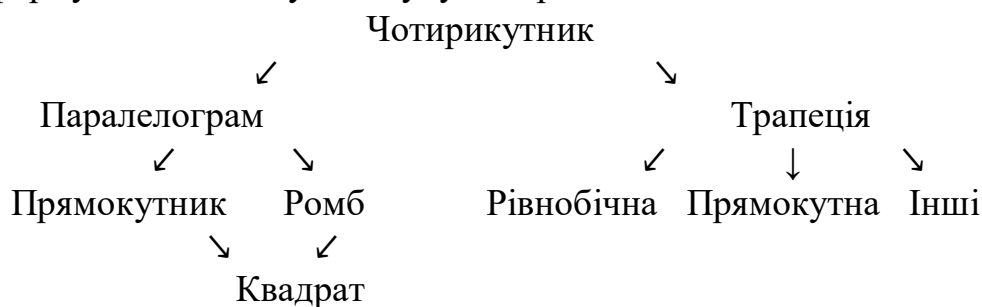 Чотирикутник
↙ ↘
Паралелограм Трапеція
↙ ↘ ↙ ↓ ↘
Прямокутник Ромб Рівнобічна Прямокутна Інші
↘ ↙
Квадрат